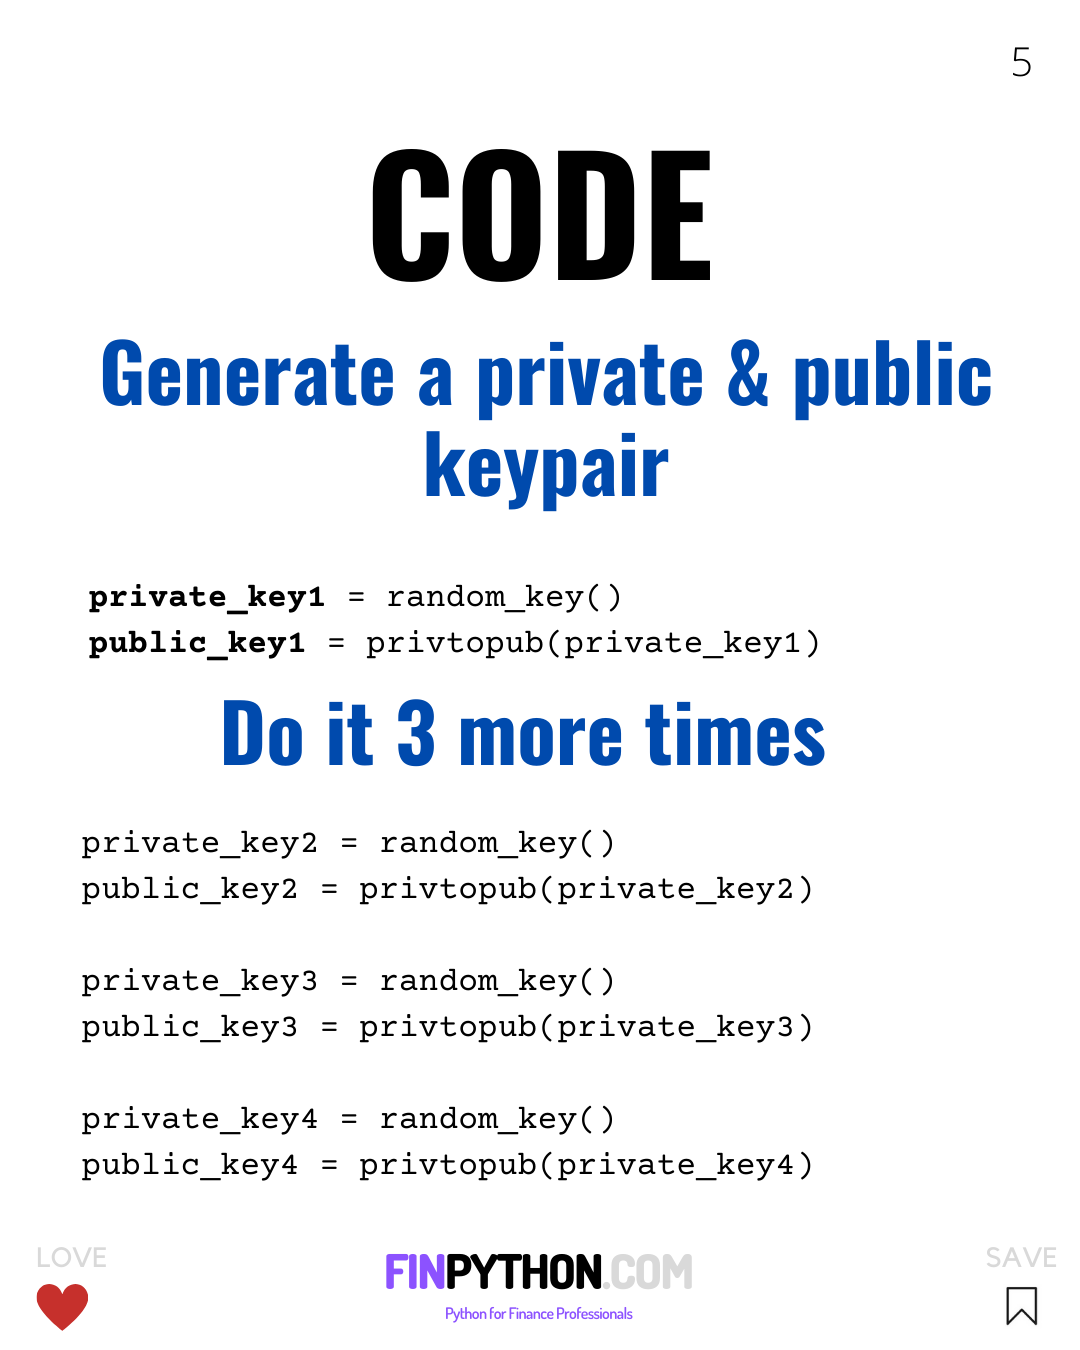 5
CODE
Generate a private & public
keypair
private_key1 = random_key()
public_key1 = privtopub(private_key1)
Do it 3 more times
private_key2 = random_key()
public_key2 = privtopub(private_key2)
private_key3 = random_key()
public_key3 = privtopub(private_key3)
private_key4 = random_key()
public_key4 = privtopub(private_key4)
LOVE
FINPYTHON.COM
Python for Finance Professionals
SAVE